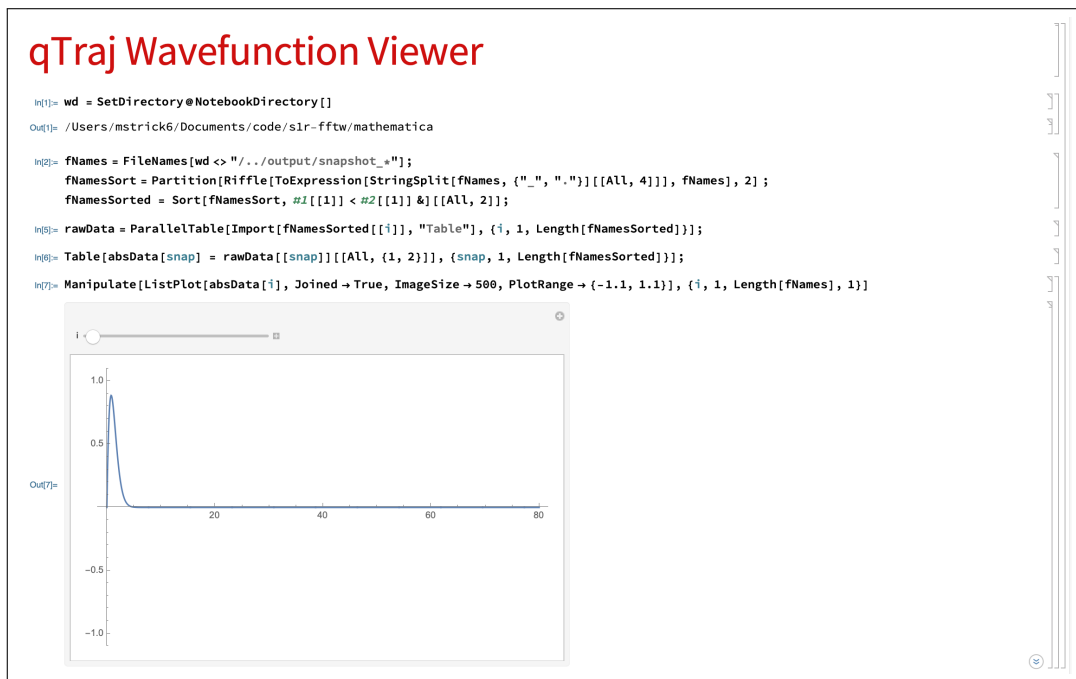 qTraj Wavefunction Viewer
In[1]:= wd = SetDirectory@NotebookDirectory[]
Out[1]= /Users/mstrick6/Documents/code/s1r-fftw/mathematica
In[2]:= fNames = FileNames[wd <> "/../output/snapshot_*"];
fNamesSort = Partition[Riffle[ToExpression[StringSplit[fNames, {"_", "."}][[All, 4]]], fNames], 2] ;
fNamesSorted = Sort[fNamesSort, #1[[1]] < #2[[1]] &][[All, 2]];
In[5]:= rawData = ParallelTable[Import[fNamesSorted[[i]], "Table"], {i, 1, Length[fNamesSorted]}];
In[6]:= Table[absData[snap] = rawData[[snap]][[All, {1, 2}]], {snap, 1, Length[fNamesSorted]}];
In[7]:= Manipulate[ListPlot[absData[i], Joined → True, ImageSize → 500, PlotRange → {-1.1, 1.1}], {i, 1, Length[fNames], 1}]
i
1.0
0.5
Out[7]=
20 40 60 80
-0.5
-1.0